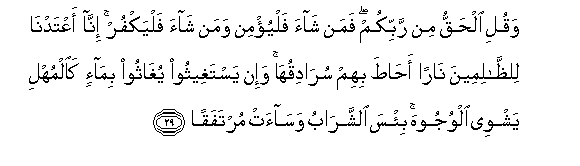 وَقُلِ ٱلْحَقُّ مِن رَّبِّكُمْ ۖ فَمَن شَآءَ فَلْيُؤْمِن وَمَن شَآءَ فَلْيَكْفُرْ ۚ إِنَّآ أَعْتَدْنَا
لِلظَّـٰلِمِينَ نَارًا أَحَاطَ بِهِمْ سُرَادِقُهَا ۚ وَإِن يَسْتَغِيثُوا۟ يُغَاثُوا۟ بِمَآءٍ كَٱلْمُهْلِ
يَشْوِى ٱلْوُجُوهَ ۚ بِئْسَ ٱلشَّرَابُ وَسَآءَتْ مُرْتَفَقًا ﴿٢٩﴾